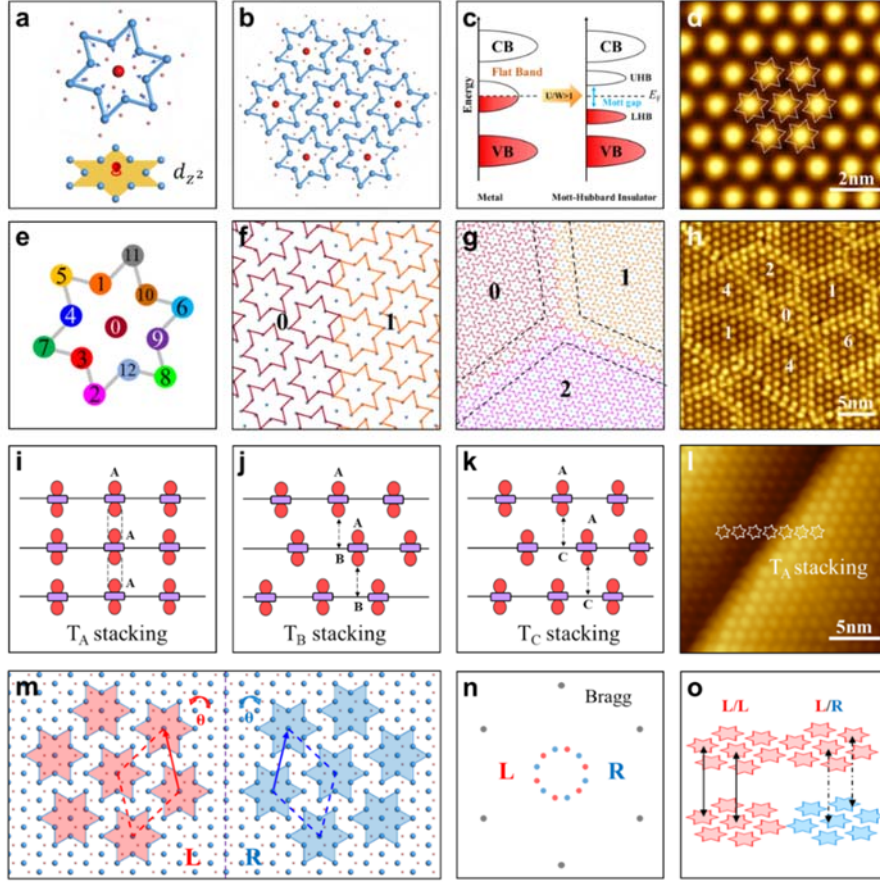 a
d_{z^2}
b
c
CB
CB
Flat Band
UHB
Energy
U/W>1
Mott gap
E_F
LHB
VB
VB
Metal
Mott-Hubbard Insulator
d
2nm
e
11
5
1
10
6
4
0
9
7
3
8
12
2
f
0
1
g
0
1
2
h
2
4
1
0
1
6
4
5nm
i
A
A
A
T_A stacking
j
A
A
B
B
T_B stacking
k
A
A
C
C
T_C stacking
l
T_A stacking
5nm
m
θ
θ
L
R
n
Bragg
L
R
o
L/L
L/R